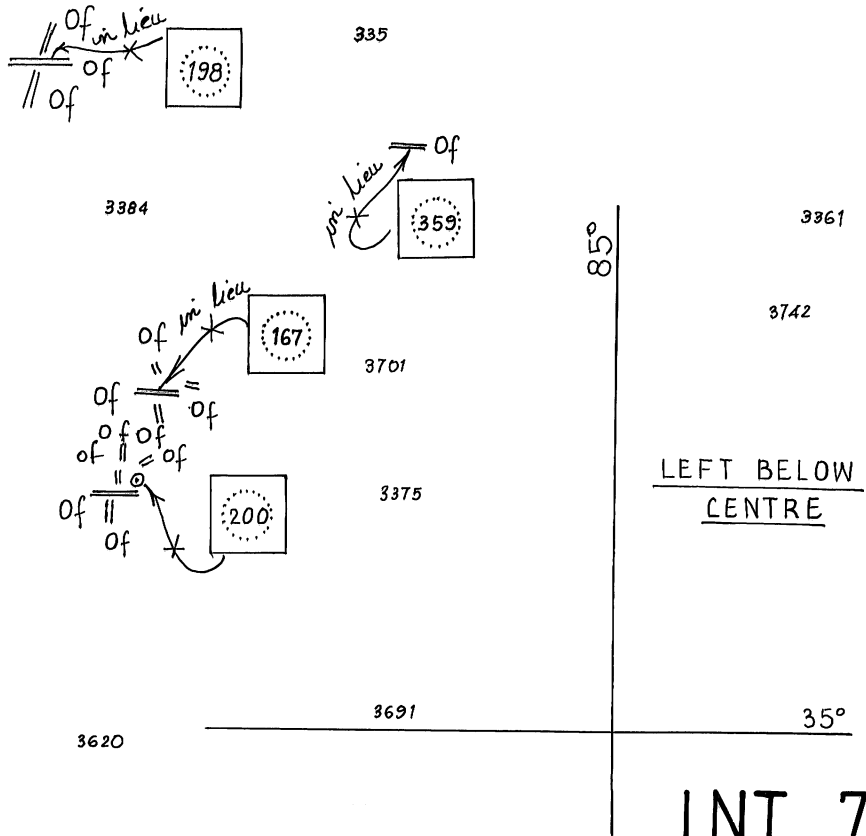 Of in lieu
Of
Of
198
335
Of
in lieu
359
3384
85°
3361
3742
in lieu
Of
167
3701
Of
Of
Of Of
Of Of
200
3375
Of
Of
LEFT BELOW
CENTRE
3691
35°
3620
INT 7